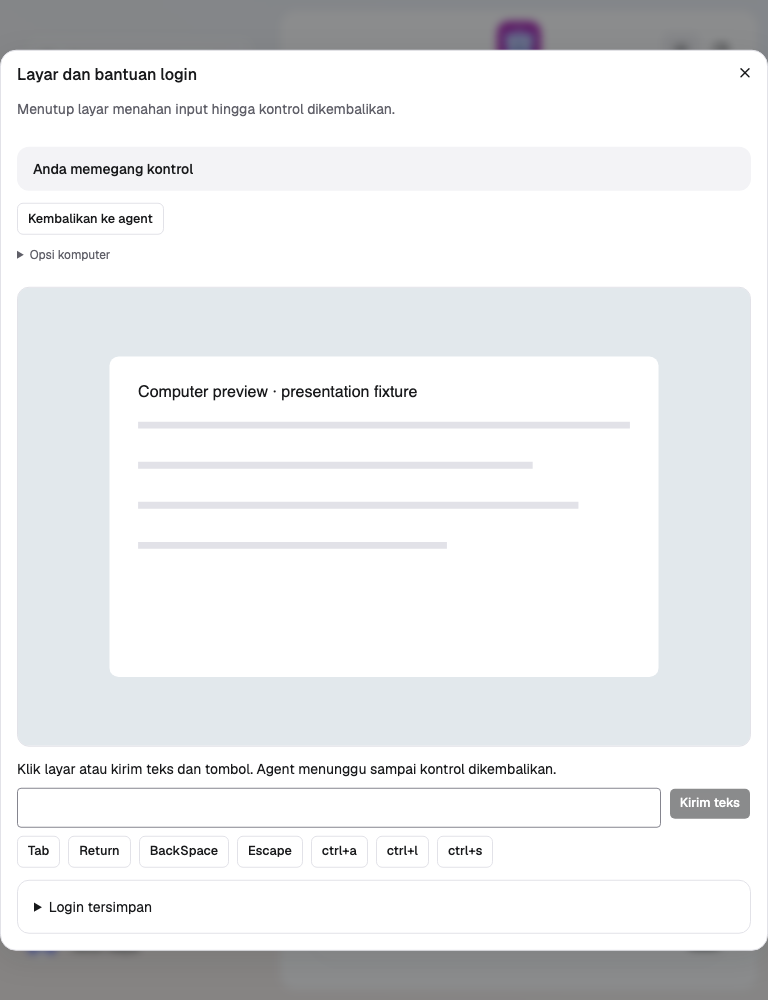 Layar dan bantuan login
Menutup layar menahan input hingga kontrol dikembalikan.
Anda memegang kontrol
Kembalikan ke agent
Opsi komputer
Computer preview · presentation fixture
Klik layar atau kirim teks dan tombol. Agent menunggu sampai kontrol dikembalikan.
Kirim teks
Tab Return BackSpace Escape ctrl+a ctrl+l ctrl+s
Login tersimpan